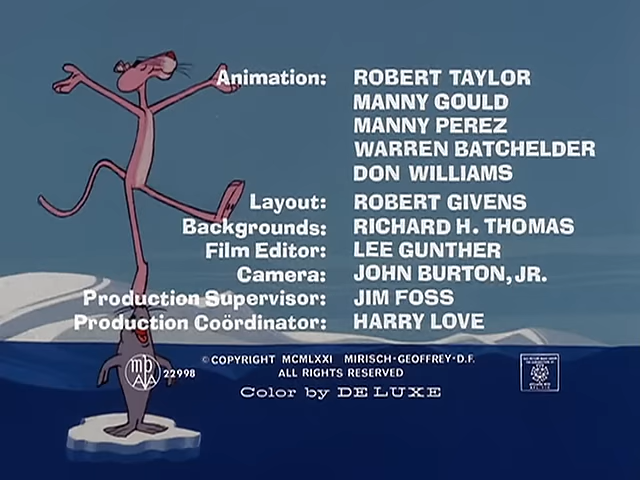 Animation: ROBERT TAYLOR
MANNY GOULD
MANNY PEREZ
WARREN BATCHELDER
DON WILLIAMS
Layout: ROBERT GIVENS
Backgrounds: RICHARD H. THOMAS
Film Editor: LEE GUNTHER
Camera: JOHN BURTON, JR.
Production Supervisor: JIM FOSS
Production Coördinator: HARRY LOVE
mpAA 22998
© COPYRIGHT MCMLXXI MIRISCH-GEOFFREY-D.F.
ALL RIGHTS RESERVED
Color by DE LUXE